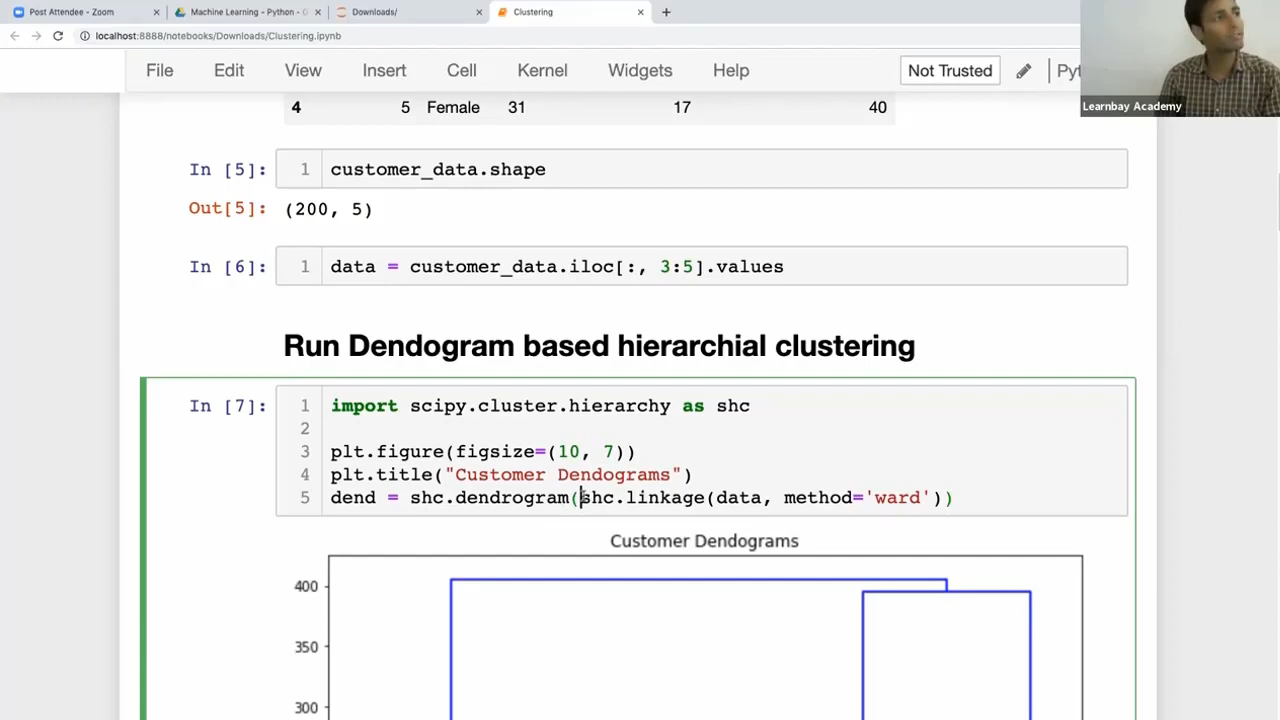 Post Attendee - Zoom
Machine Learning - Python -
Downloads/
Clustering
localhost:8888/notebooks/Downloads/Clustering.ipynb
File Edit View Insert Cell Kernel Widgets Help
Not Trusted
Learnbay Academy
4 5 Female 31 17 40
In [5]: 1 customer_data.shape
Out[5]: (200, 5)
In [6]: 1 data = customer_data.iloc[:, 3:5].values
Run Dendogram based hierarchial clustering
In [7]: 1 import scipy.cluster.hierarchy as shc
2
3 plt.figure(figsize=(10, 7))
4 plt.title("Customer Dendograms")
5 dend = shc.dendrogram(shc.linkage(data, method='ward'))
Customer Dendograms
400
350
300